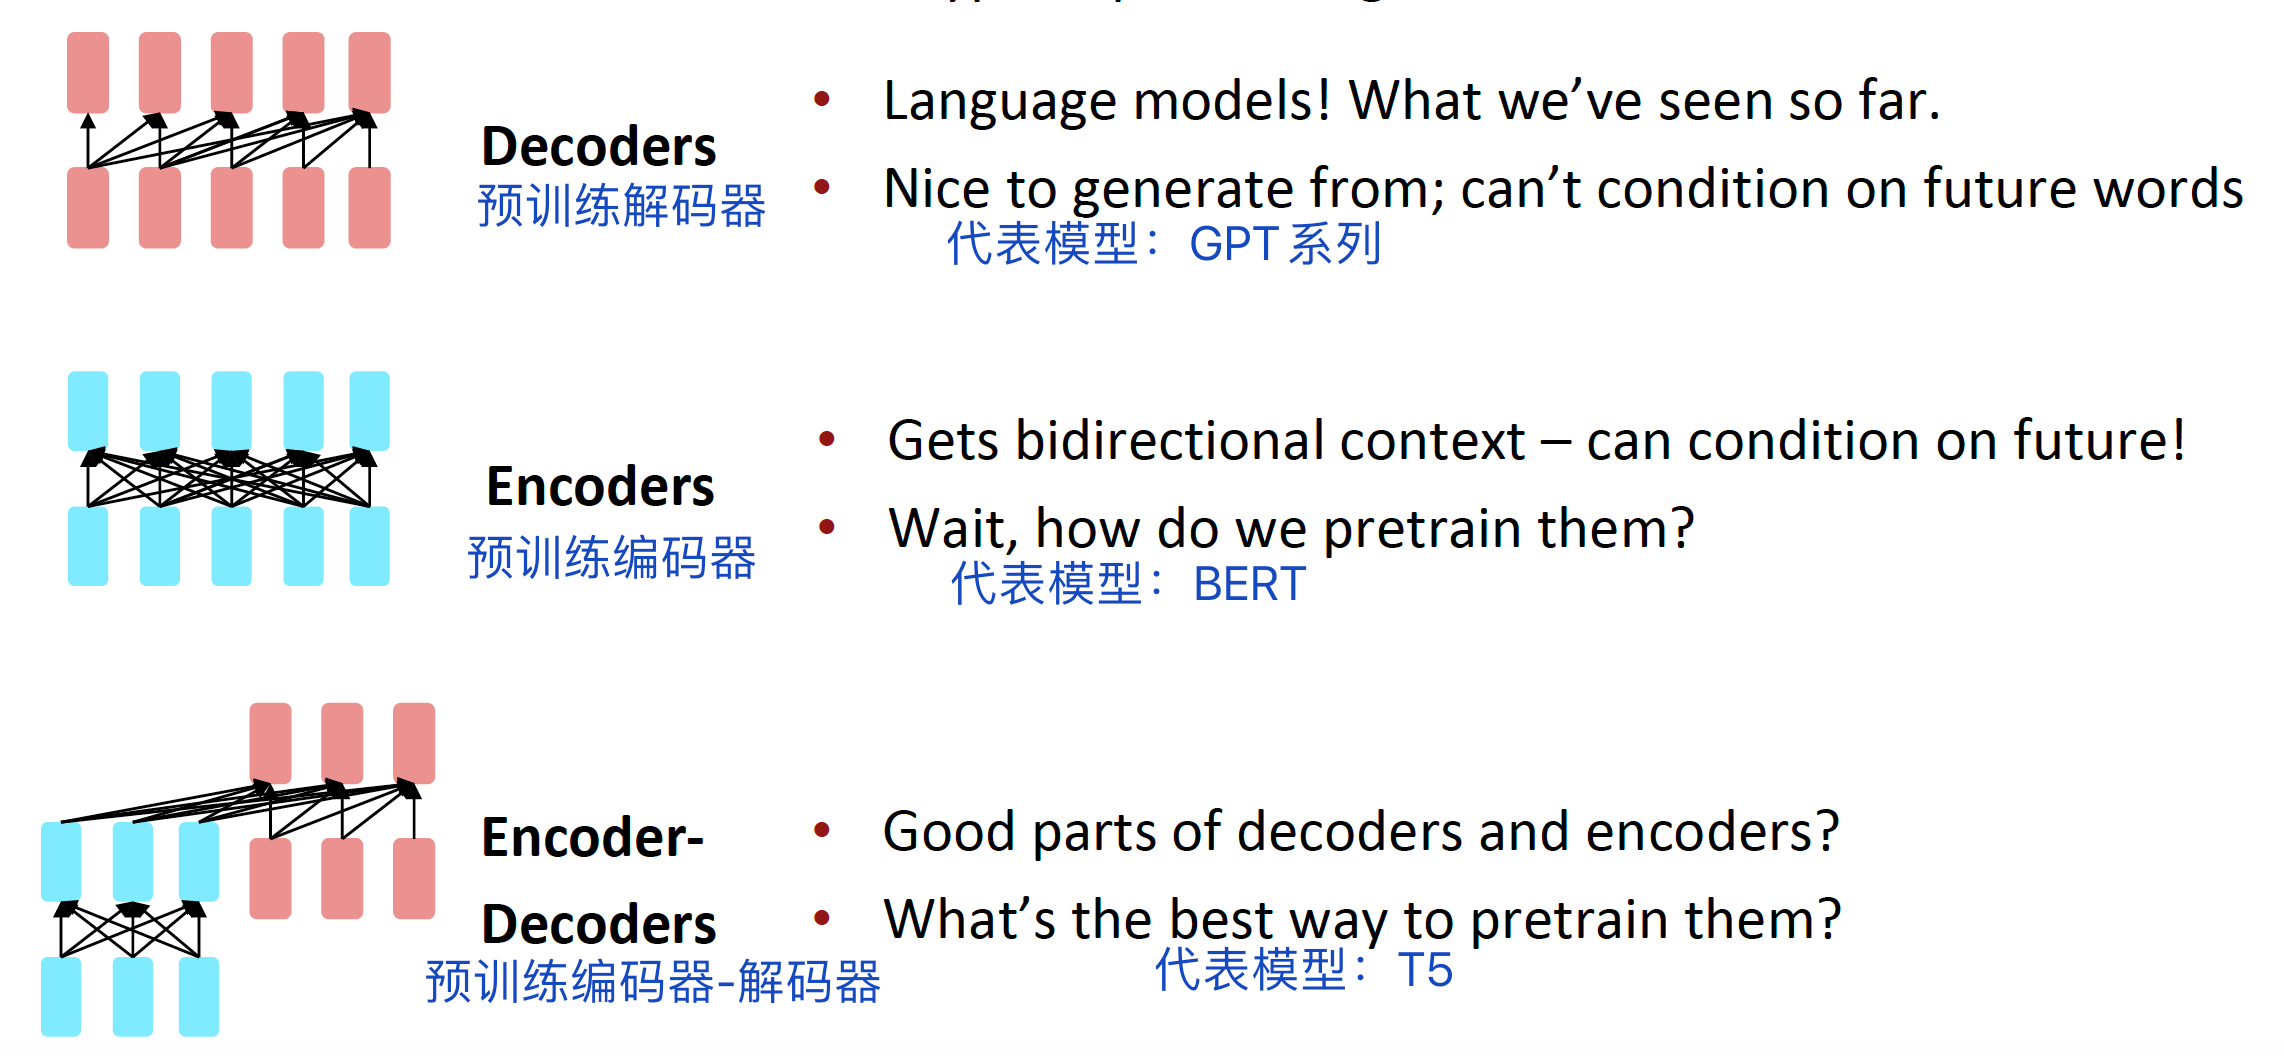 Decoders
预训练解码器
• Language models! What we’ve seen so far.
• Nice to generate from; can’t condition on future words
代表模型：GPT 系列
Encoders
预训练编码器
• Gets bidirectional context – can condition on future!
• Wait, how do we pretrain them?
代表模型：BERT
Encoder-
Decoders
预训练编码器-解码器
• Good parts of decoders and encoders?
• What’s the best way to pretrain them?
代表模型：T5